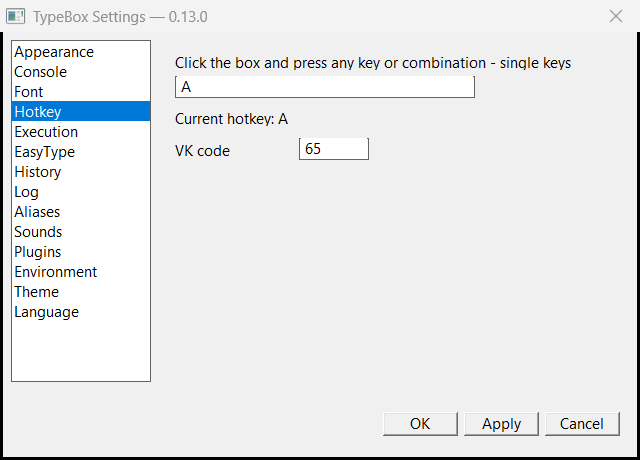 TypeBox Settings — 0.13.0
Appearance
Console
Font
Hotkey
Execution
EasyType
History
Log
Aliases
Sounds
Plugins
Environment
Theme
Language
Click the box and press any key or combination - single keys
A
Current hotkey: A
VK code
65
OK
Apply
Cancel